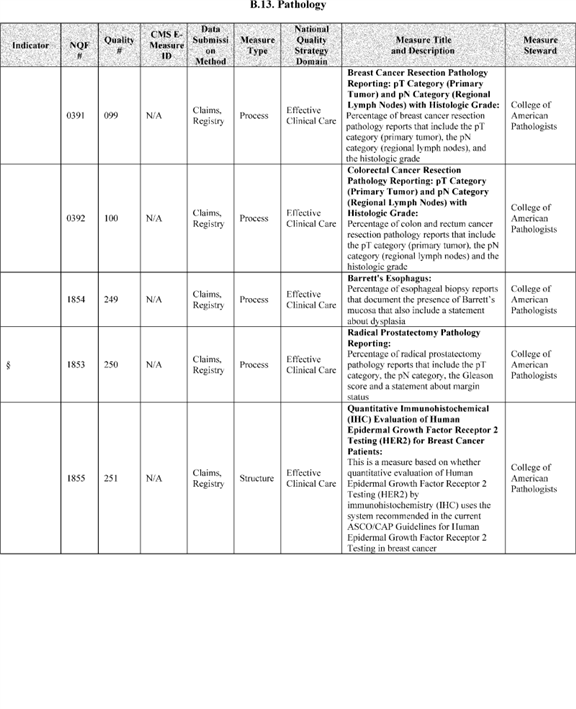 B.13. Pathology
Indicator
NQF
#
Quality
#
CMS E-
Measure
ID
Data
Submissi
on
Method
Measure
Type
National
Quality
Strategy
Domain
Measure Title
and Description
Measure
Steward
0391
099
N/A
Claims,
Registry
Process
Effective
Clinical Care
Breast Cancer Resection Pathology
Reporting: pT Category (Primary
Tumor) and pN Category (Regional
Lymph Nodes) with Histologic Grade:
Percentage of breast cancer resection
pathology reports that include the pT
category (primary tumor), the pN
category (regional lymph nodes), and
the histologic grade
College of
American
Pathologists
0392
100
N/A
Claims,
Registry
Process
Effective
Clinical Care
Colorectal Cancer Resection
Pathology Reporting: pT Category
(Primary Tumor) and pN Category
(Regional Lymph Nodes) with
Histologic Grade:
Percentage of colon and rectum cancer
resection pathology reports that include
the pT category (primary tumor), the pN
category (regional lymph nodes) and the
histologic grade
College of
American
Pathologists
1854
249
N/A
Claims,
Registry
Process
Effective
Clinical Care
Barrett's Esophagus:
Percentage of esophageal biopsy reports
that document the presence of Barrett's
mucosa that also include a statement
about dysplasia
College of
American
Pathologists
§
1853
250
N/A
Claims,
Registry
Process
Effective
Clinical Care
Radical Prostatectomy Pathology
Reporting:
Percentage of radical prostatectomy
pathology reports that include the pT
category, the pN category, the Gleason
score and a statement about margin
status
College of
American
Pathologists
1855
251
N/A
Claims,
Registry
Structure
Effective
Clinical Care
Quantitative Immunohistochemical
(IHC) Evaluation of Human
Epidermal Growth Factor Receptor 2
Testing (HER2) for Breast Cancer
Patients:
This is a measure based on whether
quantitative evaluation of Human
Epidermal Growth Factor Receptor 2
Testing (HER2) by
immunohistochemistry (IHC) uses the
system recommended in the current
ASCO/CAP Guidelines for Human
Epidermal Growth Factor Receptor 2
Testing in breast cancer
College of
American
Pathologists